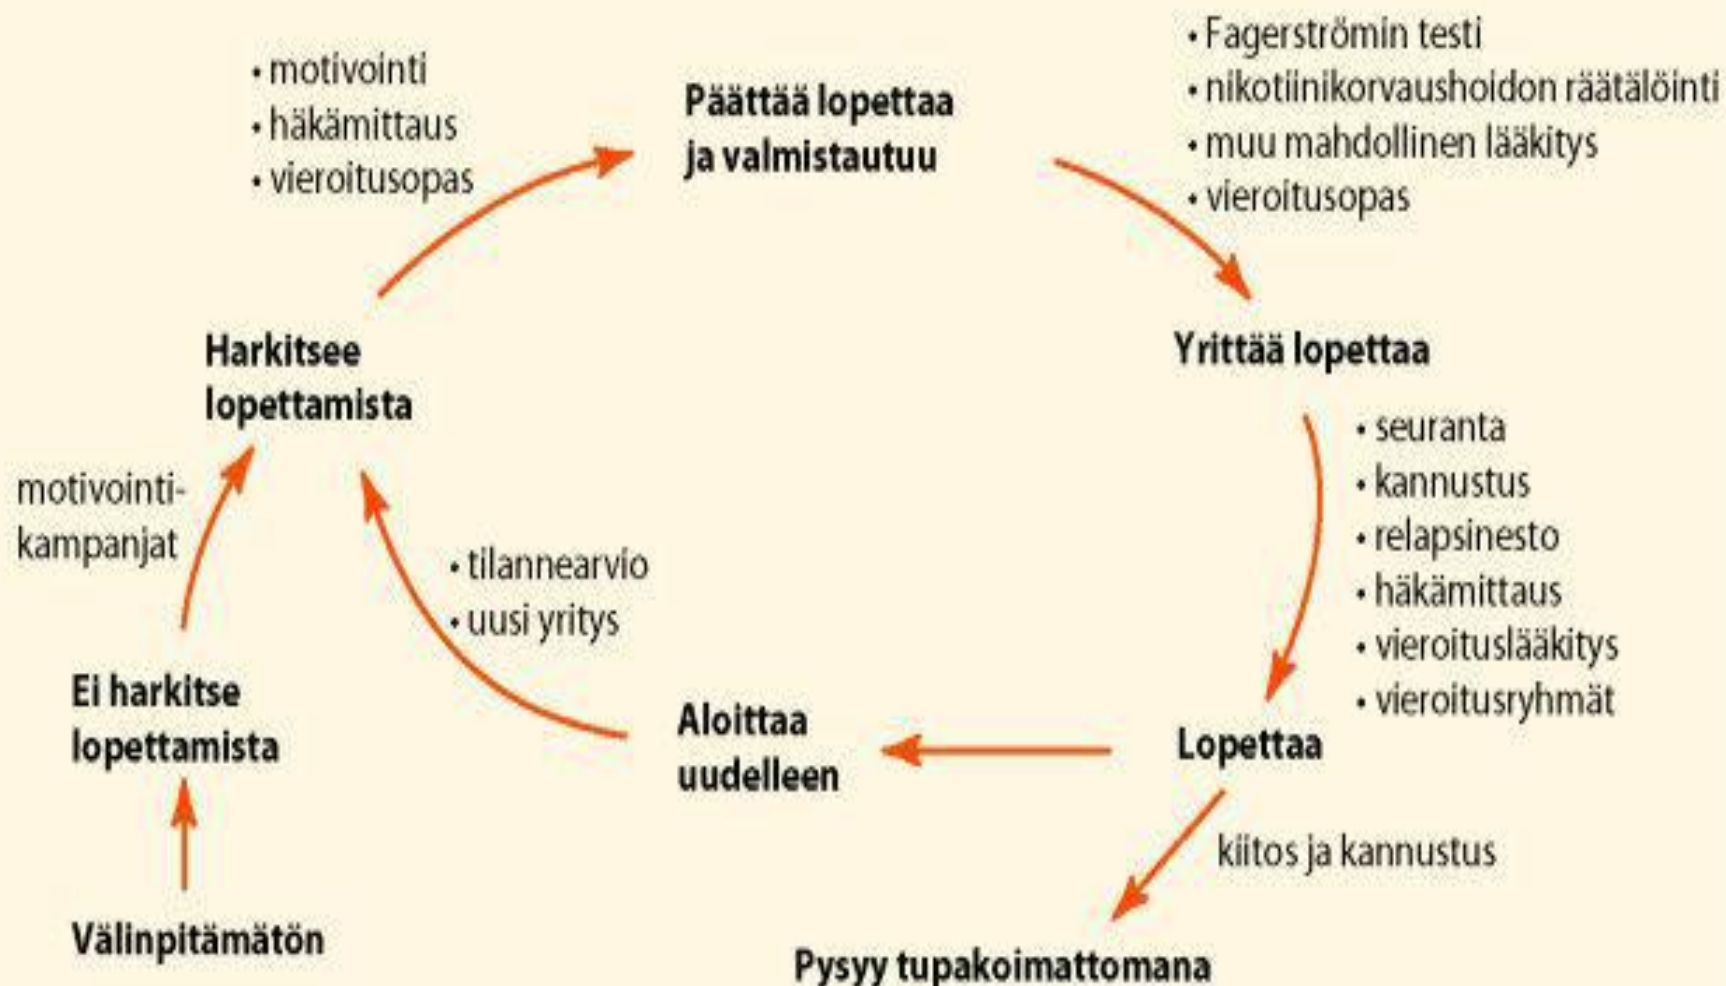 • motivointi
• häkämittaus
• vieroitusopas
Päättää lopettaa
ja valmistautuu
• Fagerströmin testi
• nikotiinikorvaushoidon räätälöinti
• muu mahdollinen lääkitys
• vieroitusopas
Harkitsee
lopettamista
Yrittää lopettaa
• seuranta
• kannustus
• relapsinesto
• häkämittaus
• vieroituslääkitys
• vieroitusryhmät
motivointi-
kampanjat
• tilannearvio
• uusi yritys
Ei harkitse
lopettamista
Aloittaa
uudelleen
Lopettaa
kiitos ja kannustus
Välinpitämätön
Pysyy tupakoimattomana